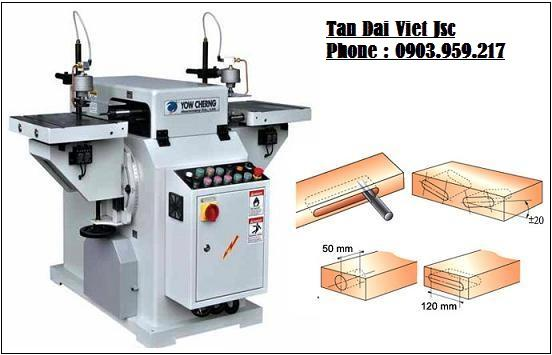 Tan Dai Viet Jsc
Phone : 0903.959.217
YOW CHERNG
±20
50 mm
120 mm